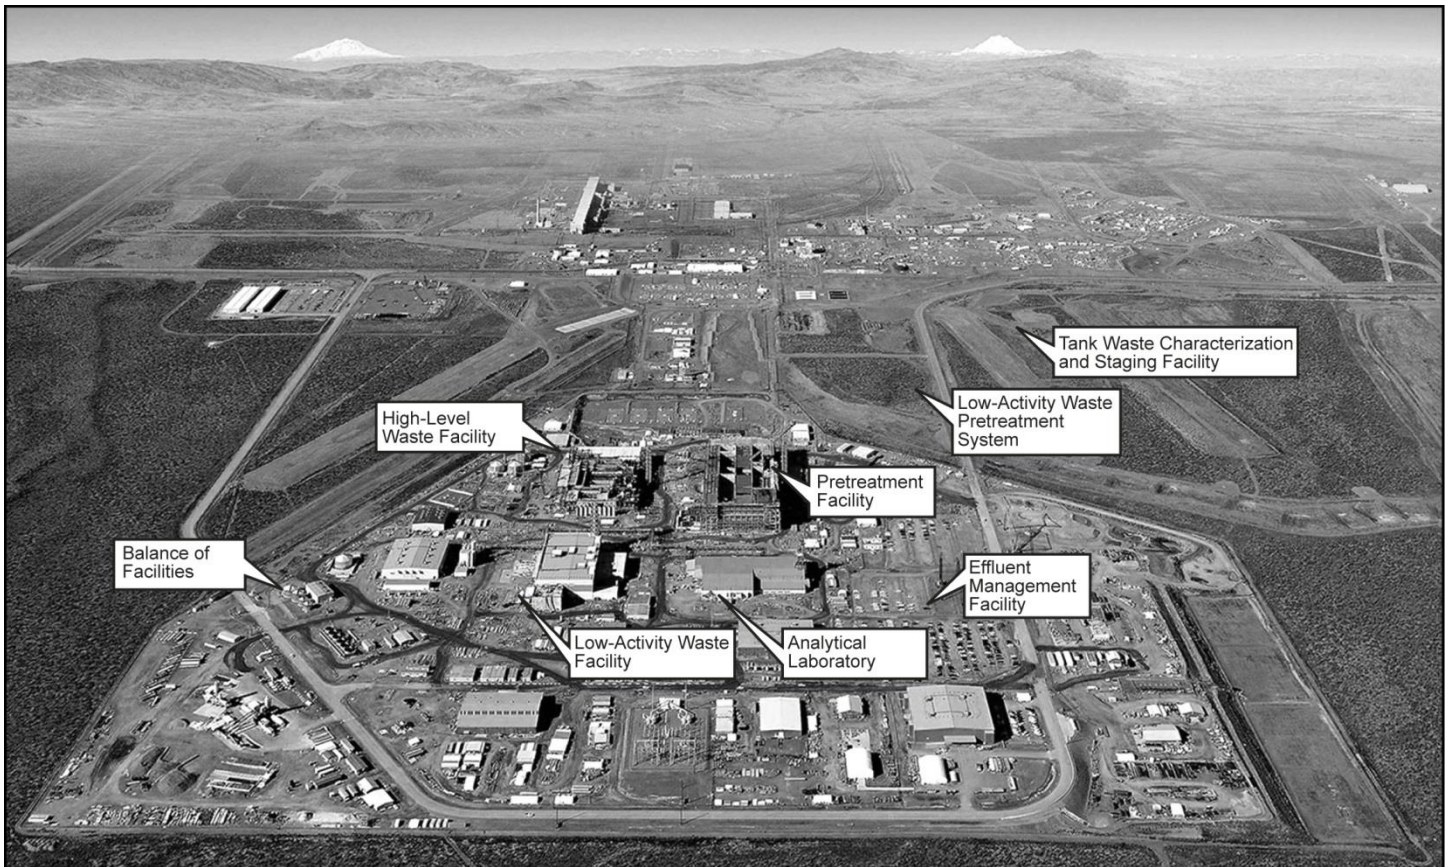 Tank Waste Characterization
and Staging Facility
Low-Activity Waste
Pretreatment
System
High-Level
Waste Facility
Pretreatment
Facility
Balance of
Facilities
Effluent
Management
Facility
Low-Activity Waste
Facility
Analytical
Laboratory